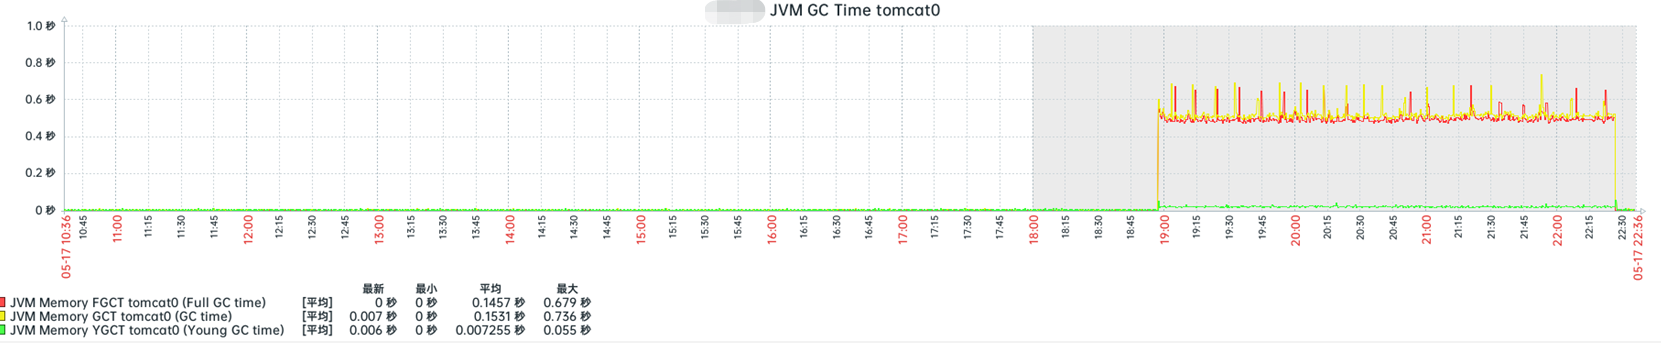 JVM GC Time tomcat0
1.0 秒
0.8 秒
0.6 秒
0.4 秒
0.2 秒
0 秒
05-17 10:36 10:45 11:00 11:15 11:30 11:45 12:00 12:15 12:30 12:45 13:00 13:15 13:30 13:45 14:00 14:15 14:30 14:45 15:00 15:15 15:30 15:45 16:00 16:15 16:30 16:45 17:00 17:15 17:30 17:45 18:00 18:15 18:30 18:45 19:00 19:15 19:30 19:45 20:00 20:15 20:30 20:45 21:00 21:15 21:30 21:45 22:00 22:15 22:30 05-17 22:36
最新 最小 平均 最大
JVM Memory FGCT tomcat0 (Full GC time) [平均] 0 秒 0 秒 0.1457 秒 0.679 秒
JVM Memory GCT tomcat0 (GC time) [平均] 0.007 秒 0 秒 0.1531 秒 0.736 秒
JVM Memory YGCT tomcat0 (Young GC time) [平均] 0.006 秒 0 秒 0.007255 秒 0.055 秒